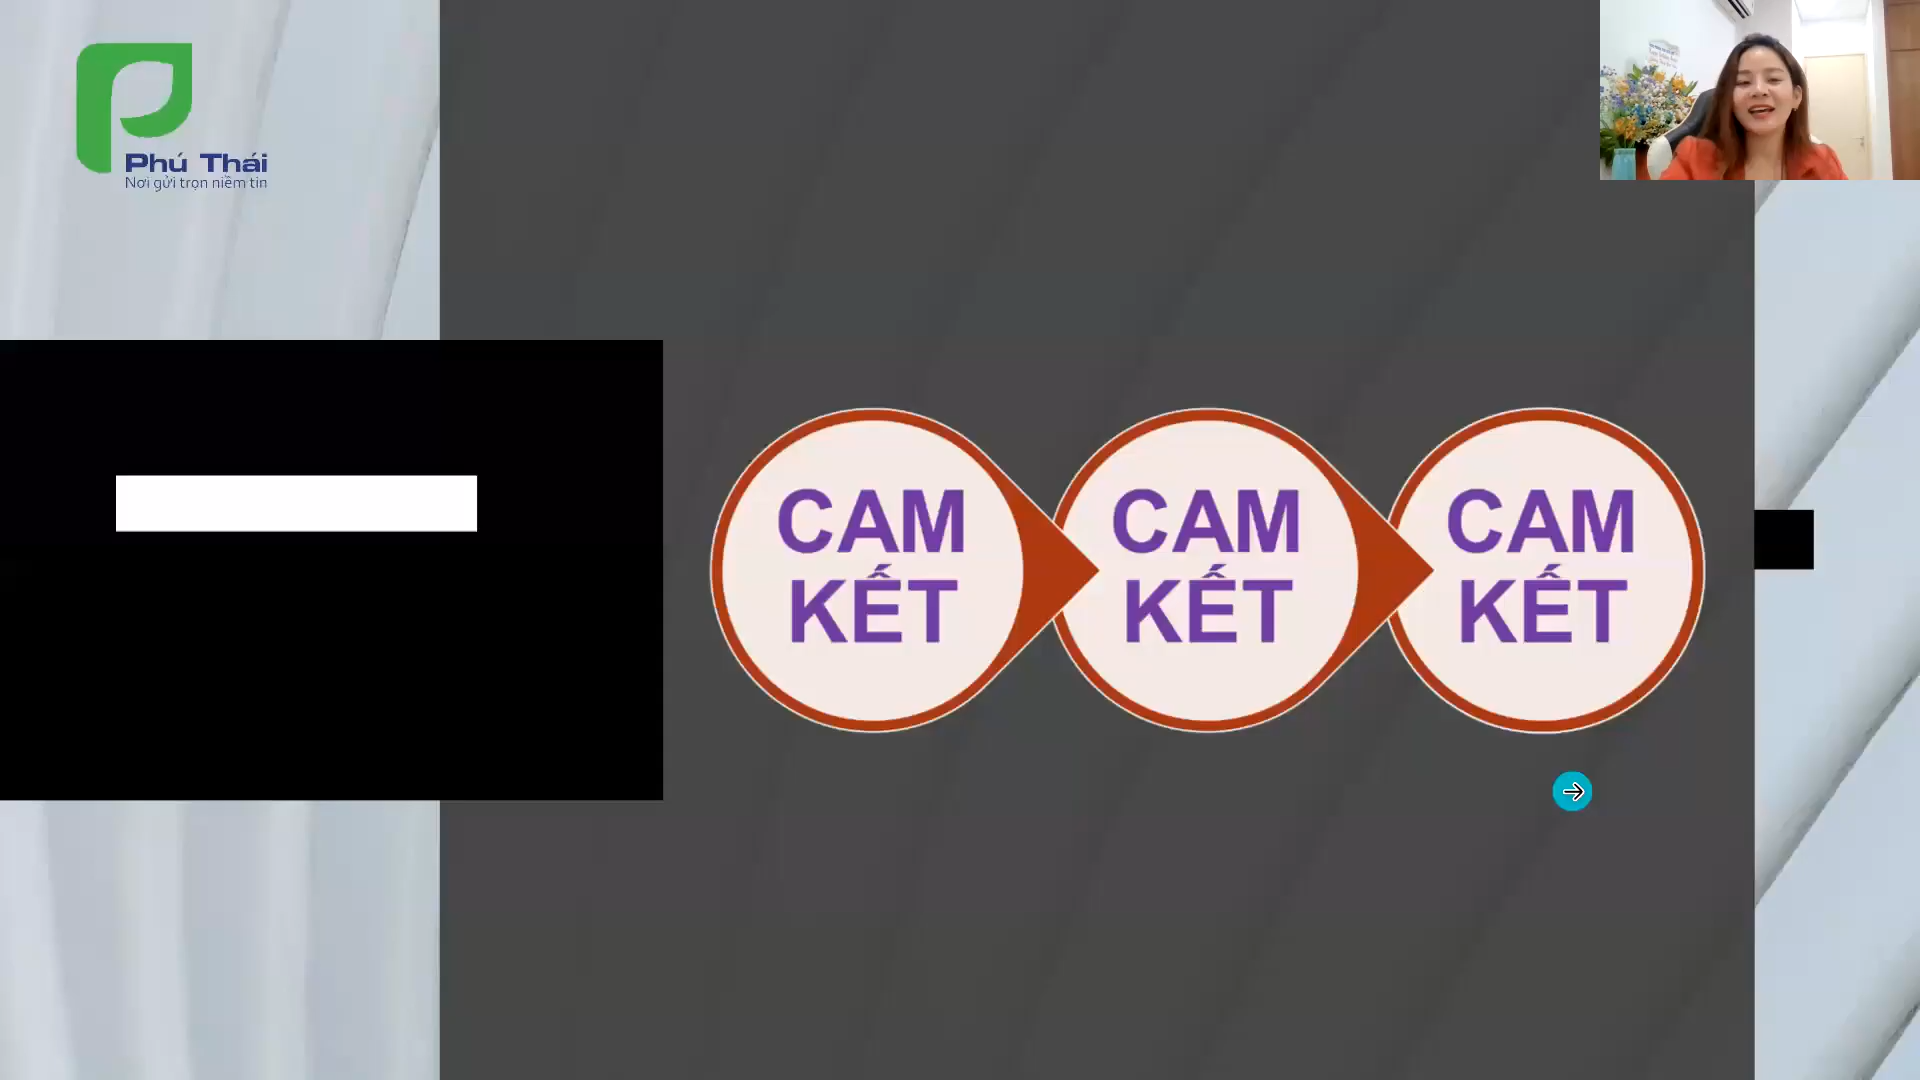 Phú Thái
Nơi gửi trọn niềm tin
CAM
KẾT
CAM
KẾT
CAM
KẾT